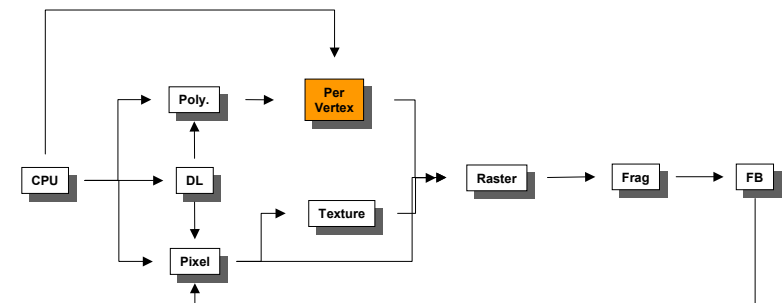 Poly.
Per
Vertex
CPU
DL
Raster
Frag
FB
Texture
Pixel